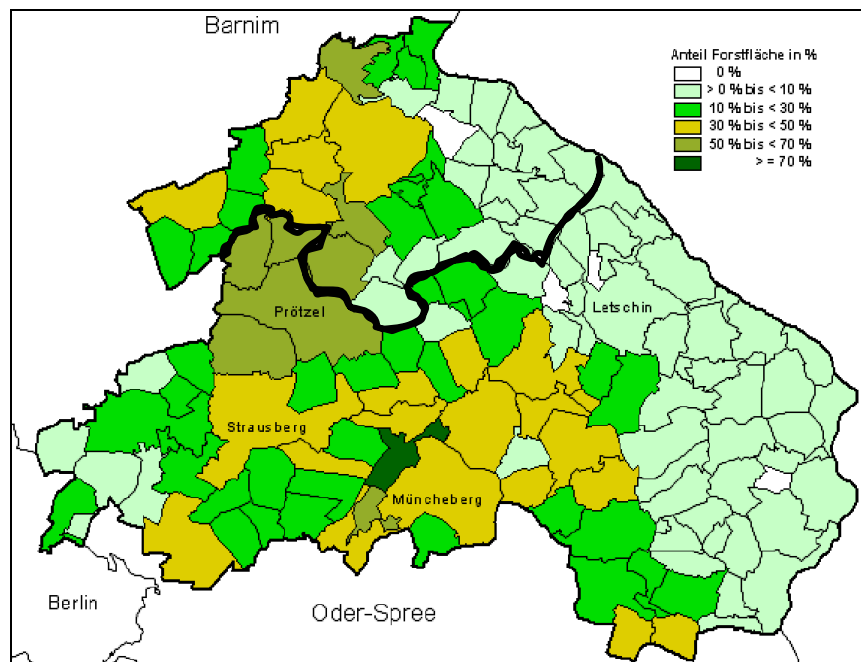 Barnim
Anteil Forstfläche in %
0 %
> 0 % bis < 10 %
10 % bis < 30 %
30 % bis < 50 %
50 % bis < 70 %
> = 70 %
Letschin
Prötzel
Strausberg
Müncheberg
Berlin
Oder-Spree